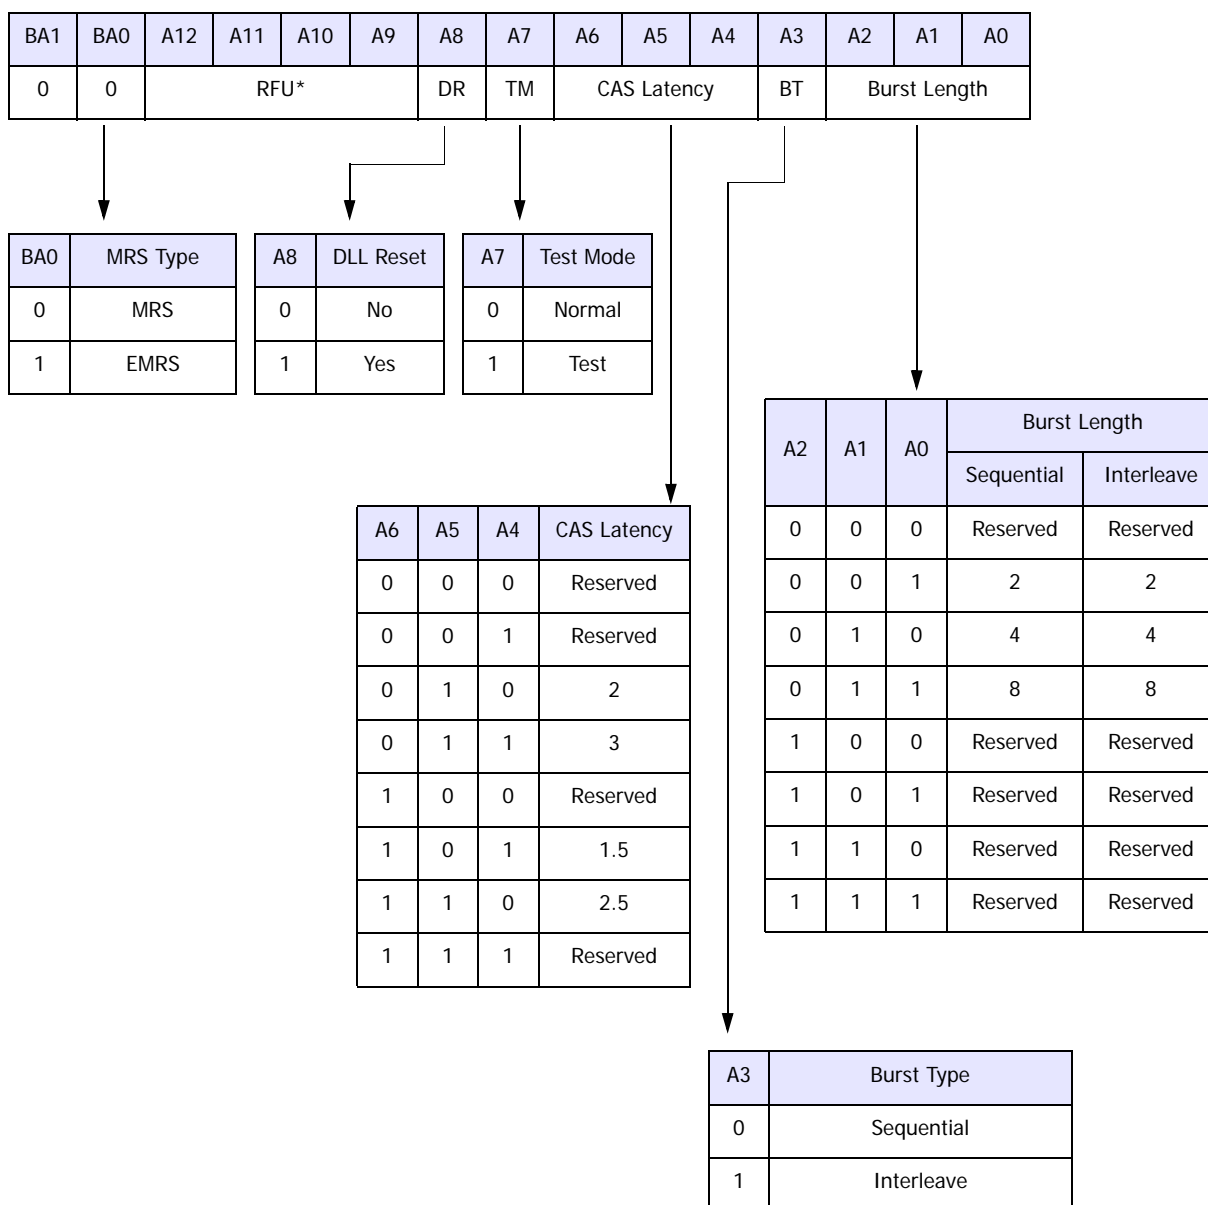 BA1 BA0 A12 A11 A10 A9 A8 A7 A6 A5 A4 A3 A2 A1 A0
0 0 RFU* DR TM CAS Latency BT Burst Length
BA0 MRS Type
0 MRS
1 EMRS
A8 DLL Reset
0 No
1 Yes
A7 Test Mode
0 Normal
1 Test
A6 A5 A4 CAS Latency
0 0 0 Reserved
0 0 1 Reserved
0 1 0 2
0 1 1 3
1 0 0 Reserved
1 0 1 1.5
1 1 0 2.5
1 1 1 Reserved
A2 A1 A0 Burst Length
Sequential Interleave
0 0 0 Reserved Reserved
0 0 1 2 2
0 1 0 4 4
0 1 1 8 8
1 0 0 Reserved Reserved
1 0 1 Reserved Reserved
1 1 0 Reserved Reserved
1 1 1 Reserved Reserved
A3 Burst Type
0 Sequential
1 Interleave